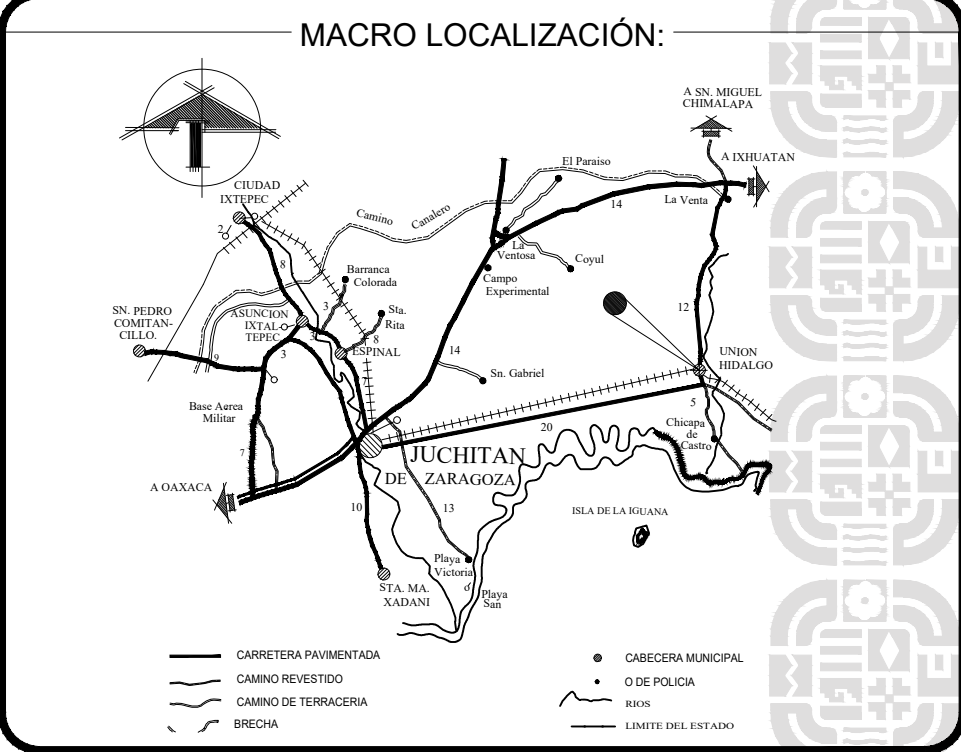 MACRO LOCALIZACIÓN:
A SN. MIGUEL
CHIMALAPA
A IXHUATAN
El Paraiso
14
La Venta
CIUDAD
IXTEPEC
2
Camino
Canalero
La
Ventosa
Coyul
Campo
Experimental
8
Barranca
Colorada
3
Sta.
Rita
8
12
SN. PEDRO
COMITAN-
CILLO.
ASUNCION
IXTAL-
TEPEC
3
3
ESPINAL
9
7
14
Sn. Gabriel
UNION
HIDALGO
5
Base Aerea
Militar
7
20
Chicapa
de
Castro
JUCHITAN
DE ZARAGOZA
A OAXACA
10
13
ISLA DE LA IGUANA
Playa
Victoria
ó
Playa
San
STA. MA.
XADANI
CARRETERA PAVIMENTADA
CAMINO REVESTIDO
CAMINO DE TERRACERIA
BRECHA
CABECERA MUNICIPAL
O DE POLICIA
RIOS
LIMITE DEL ESTADO